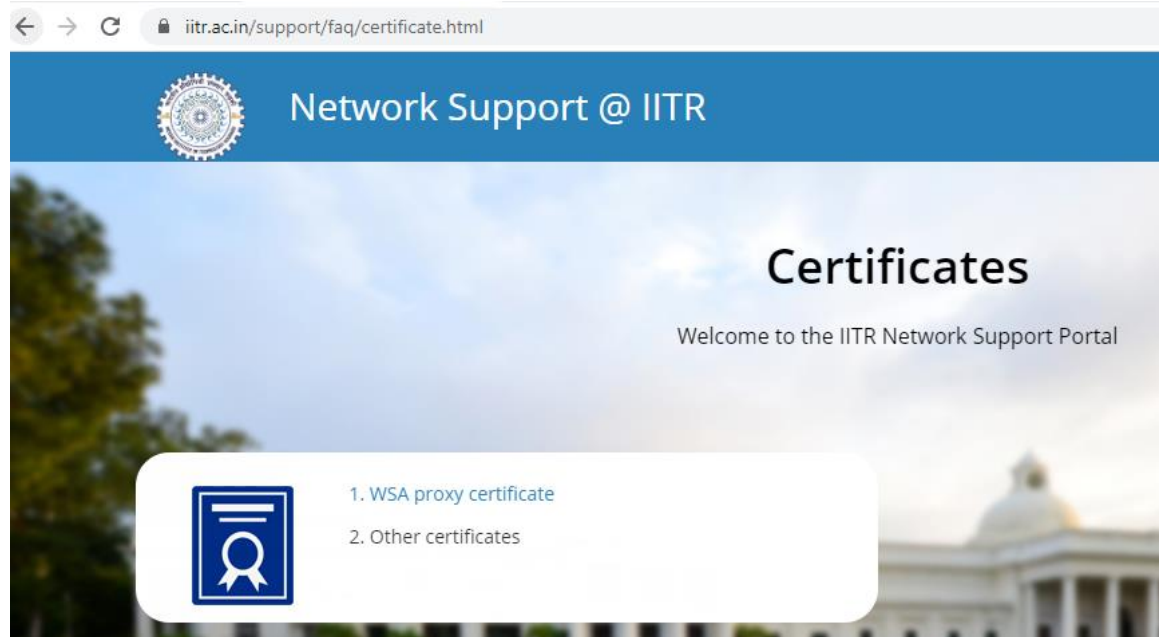 iitr.ac.in/support/faq/certificate.html
Network Support @ IITR
Certificates
Welcome to the IITR Network Support Portal
1. WSA proxy certificate
2. Other certificates